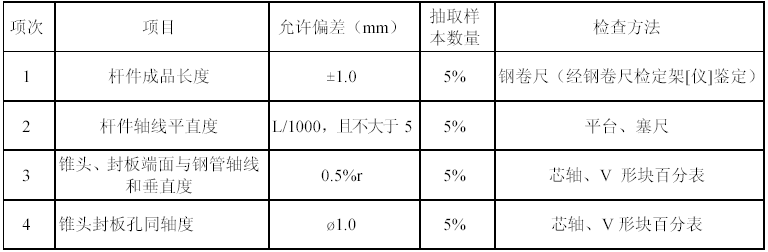 项次 项目 允许偏差（mm） 抽取样
本数量 检查方法
1 杆件成品长度 ±1.0 5% 钢卷尺（经钢卷尺检定架[仪]鉴定）
2 杆件轴线平直度 L/1000，且不大于 5 5% 平台、塞尺
3 锥头、封板端面与钢管轴线
和垂直度 0.5%r 5% 芯轴、V 形块百分表
4 锥头封板孔同轴度 ø1.0 5% 芯轴、V 形块百分表